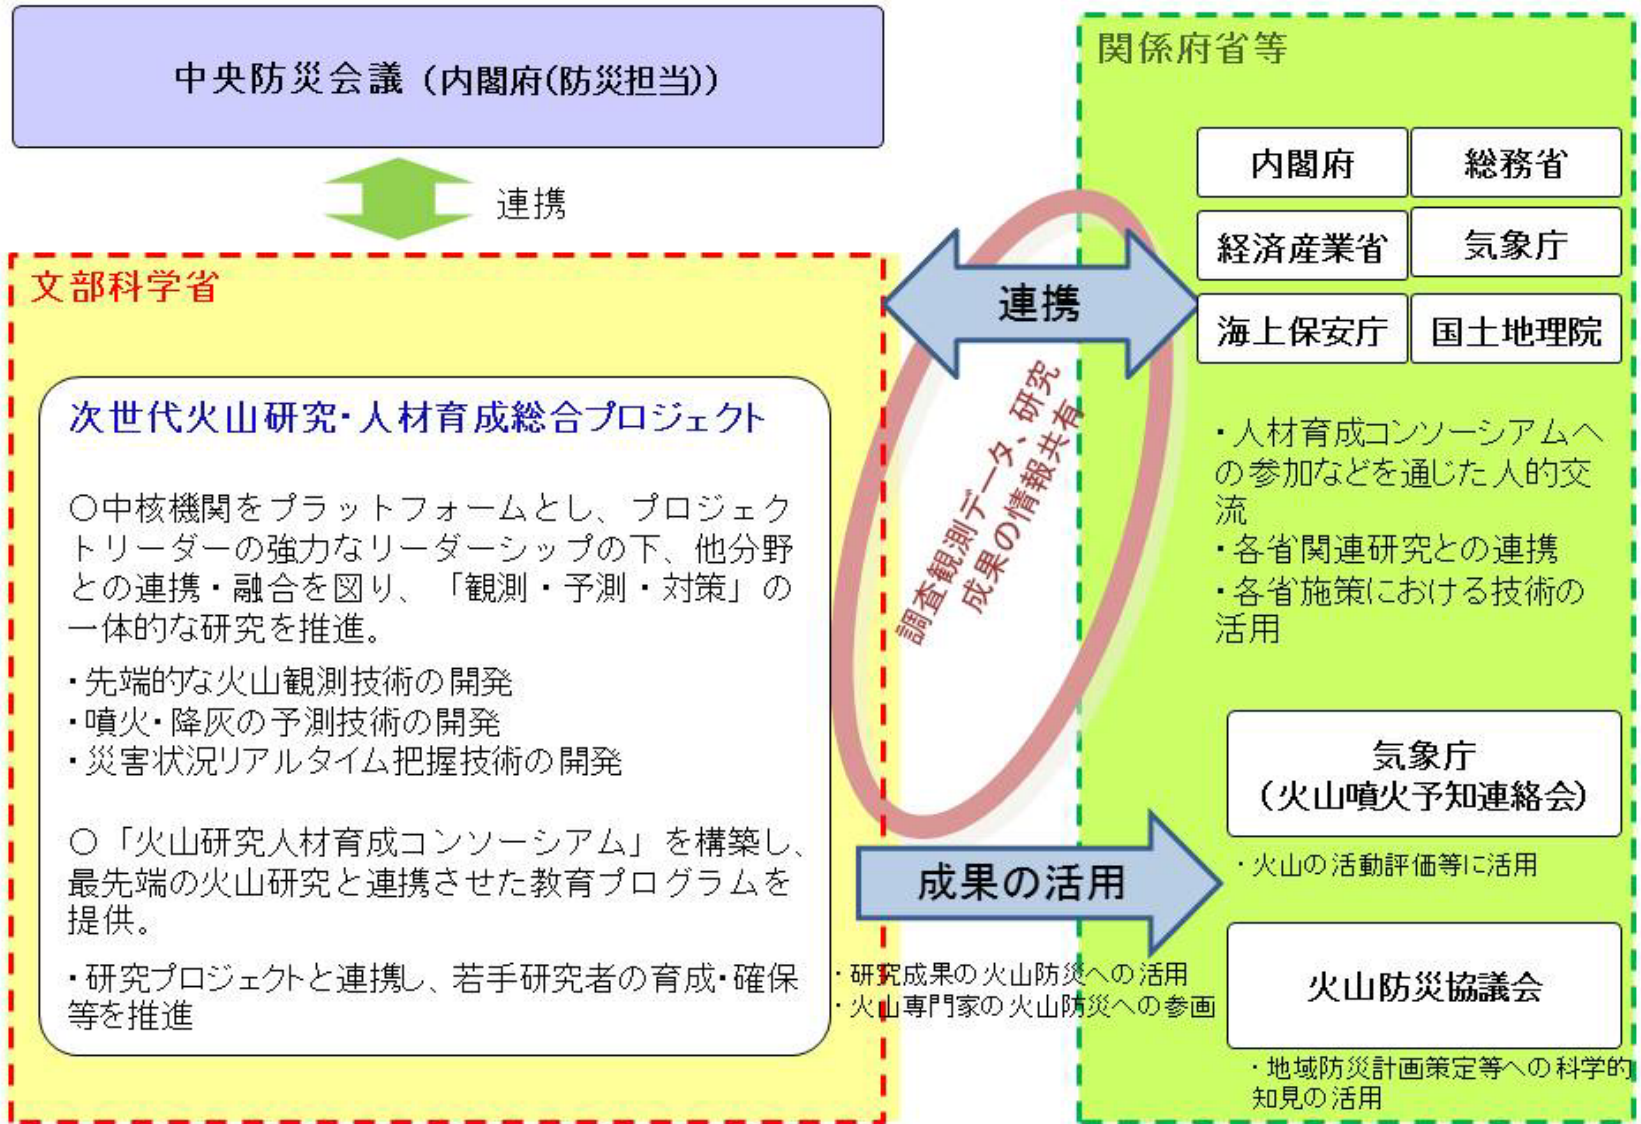 中央防災会議（内閣府(防災担当)）
連携
文部科学省
次世代火山研究・人材育成総合プロジェクト
○中核機関をプラットフォームとし、プロジェク
トリーダーの強力なリーダーシップの下、他分野
との連携・融合を図り、「観測・予測・対策」の
一体的な研究を推進。
・先端的な火山観測技術の開発
・噴火・降灰の予測技術の開発
・災害状況リアルタイム把握技術の開発
○「火山研究人材育成コンソーシアム」を構築し、
最先端の火山研究と連携させた教育プログラムを
提供。
・研究プロジェクトと連携し、若手研究者の育成・確保
等を推進
連携
調査観測データ、研究
成果の情報共有
成果の活用
・研究成果の火山防災への活用
・火山専門家の火山防災への参画
関係府省等
内閣府
総務省
経済産業省
気象庁
海上保安庁
国土地理院
・人材育成コンソーシアムへ
の参加などを通じた人的交
流
・各省関連研究との連携
・各省施策における技術の
活用
気象庁
（火山噴火予知連絡会）
・火山の活動評価等に活用
火山防災協議会
・地域防災計画策定等への科学的
知見の活用